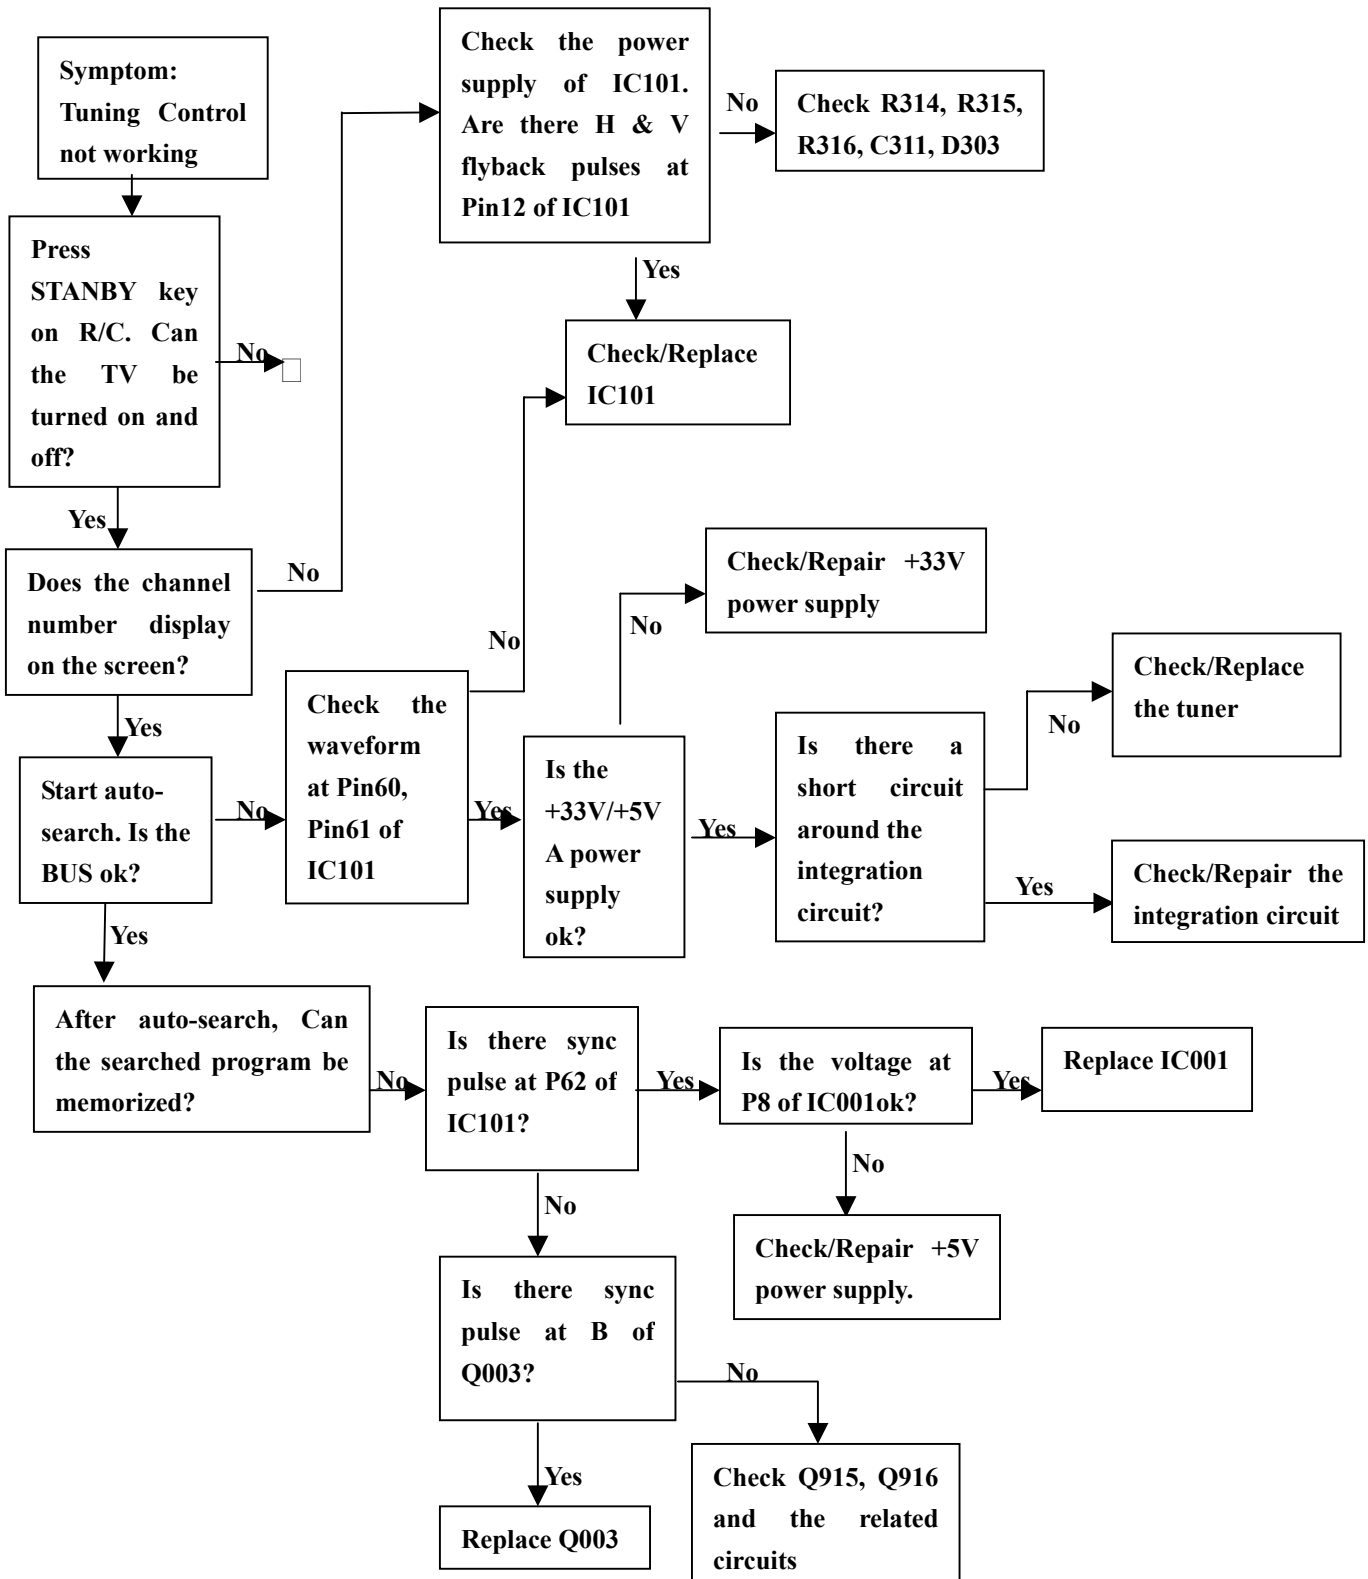 Symptom:
Tuning Control
not working
Check the power
supply of IC101.
Are there H & V
flyback pulses at
Pin12 of IC101
No
Check R314, R315,
R316, C311, D303
Press
STANBY key
on R/C. Can
the TV be
turned on and
off?
No
Yes
Check/Replace
IC101
Yes
Does the channel
number display
on the screen?
No
Check/Repair +33V
power supply
No
No
Check/Replace
the tuner
No
Yes
Start auto-
search. Is the
BUS ok?
No
Check the
waveform
at Pin60,
Pin61 of
IC101
Yes
Is the
+33V/+5V
A power
supply
ok?
Yes
Is there a
short circuit
around the
integration
circuit?
Yes
Check/Repair the
integration circuit
Yes
After auto-search, Can
the searched program be
memorized?
No
Is there sync
pulse at P62 of
IC101?
Yes
Is the voltage at
P8 of IC001ok?
Yes
Replace IC001
No
Check/Repair +5V
power supply.
No
Is there sync
pulse at B of
Q003?
No
Check Q915, Q916
and the related
circuits
Yes
Replace Q003